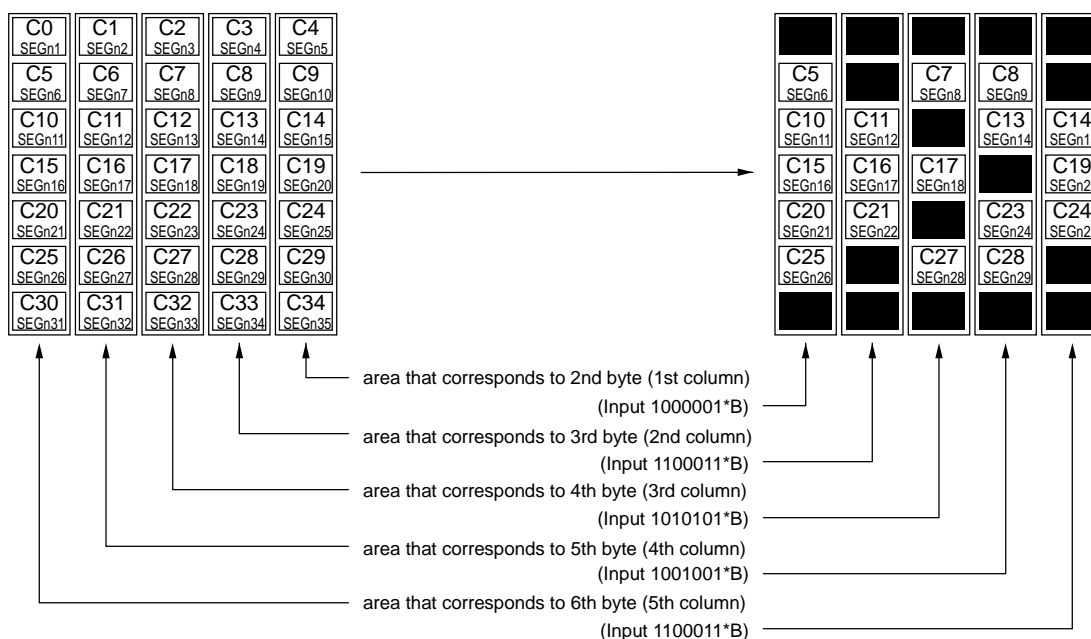 C0 C1 C2 C3 C4
SEGn1 SEGn2 SEGn3 SEGn4 SEGn5
C5 C6 C7 C8 C9
SEGn6 SEGn7 SEGn8 SEGn9 SEGn10
C10 C11 C12 C13 C14
SEGn11 SEGn12 SEGn13 SEGn14 SEGn15
C15 C16 C17 C18 C19
SEGn16 SEGn17 SEGn18 SEGn19 SEGn20
C20 C21 C22 C23 C24
SEGn21 SEGn22 SEGn23 SEGn24 SEGn25
C25 C26 C27 C28 C29
SEGn26 SEGn27 SEGn28 SEGn29 SEGn30
C30 C31 C32 C33 C34
SEGn31 SEGn32 SEGn33 SEGn34 SEGn35
C5 C7 C8
SEGn6 SEGn8 SEGn9
C10 C11 C13 C14
SEGn11 SEGn12 SEGn14 SEGn1
C15 C16 C17 C19
SEGn16 SEGn17 SEGn18 SEGn2
C20 C21 C23 C24
SEGn21 SEGn22 SEGn24 SEGn2
C25 C27 C28
SEGn26 SEGn28 SEGn29
area that corresponds to 2nd byte (1st column)
(Input 1000001*B)
area that corresponds to 3rd byte (2nd column)
(Input 1100011*B)
area that corresponds to 4th byte (3rd column)
(Input 1010101*B)
area that corresponds to 5th byte (4th column)
(Input 1001001*B)
area that corresponds to 6th byte (5th column)
(Input 1100011*B)